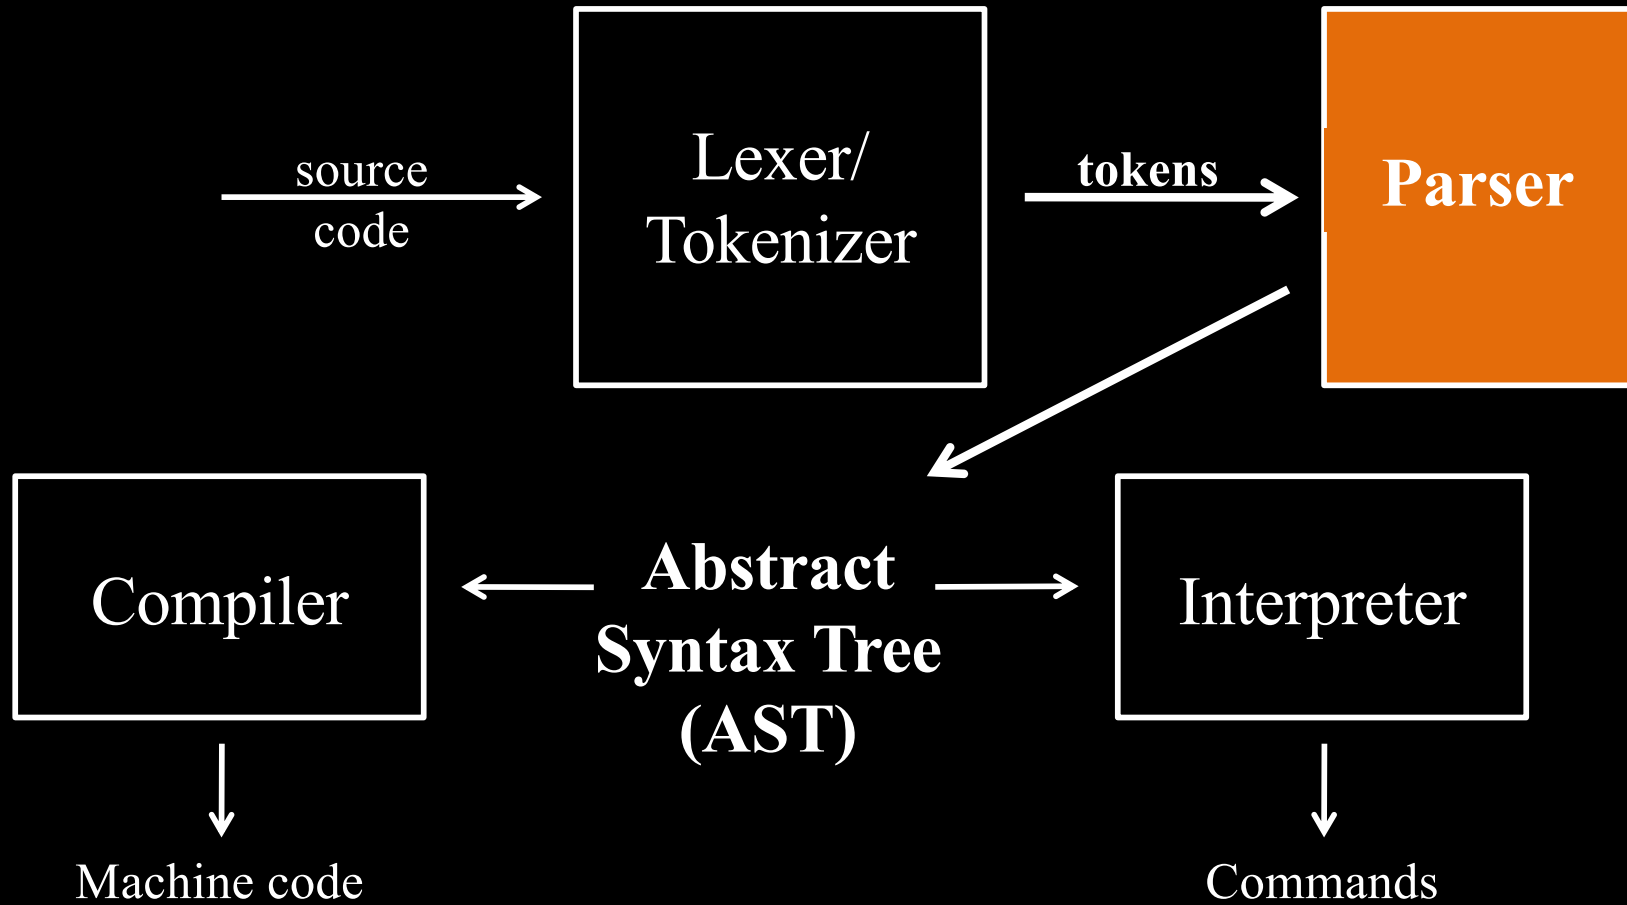 source
code
Lexer/
Tokenizer
tokens
Parser
Compiler
Abstract
Syntax Tree
(AST)
Interpreter
Machine code
Commands